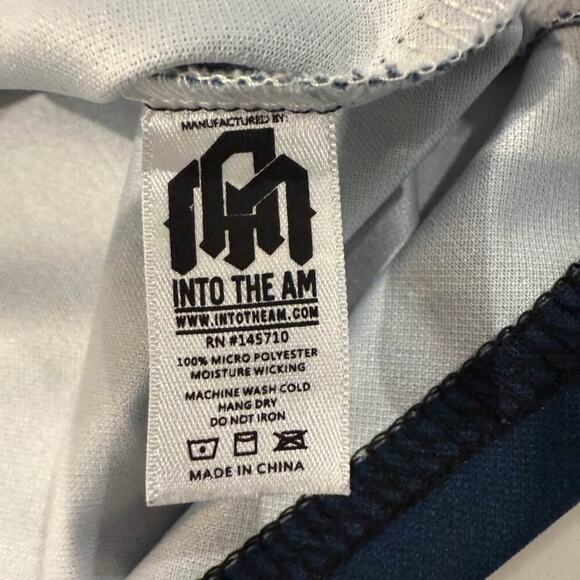 MANUFACTURED BY:
AM
INTO THE AM
WWW.INTOTHEAM.COM
RN #145710
100% MICRO POLYESTER
MOISTURE WICKING
MACHINE WASH COLD
HANG DRY
DO NOT IRON
MADE IN CHINA